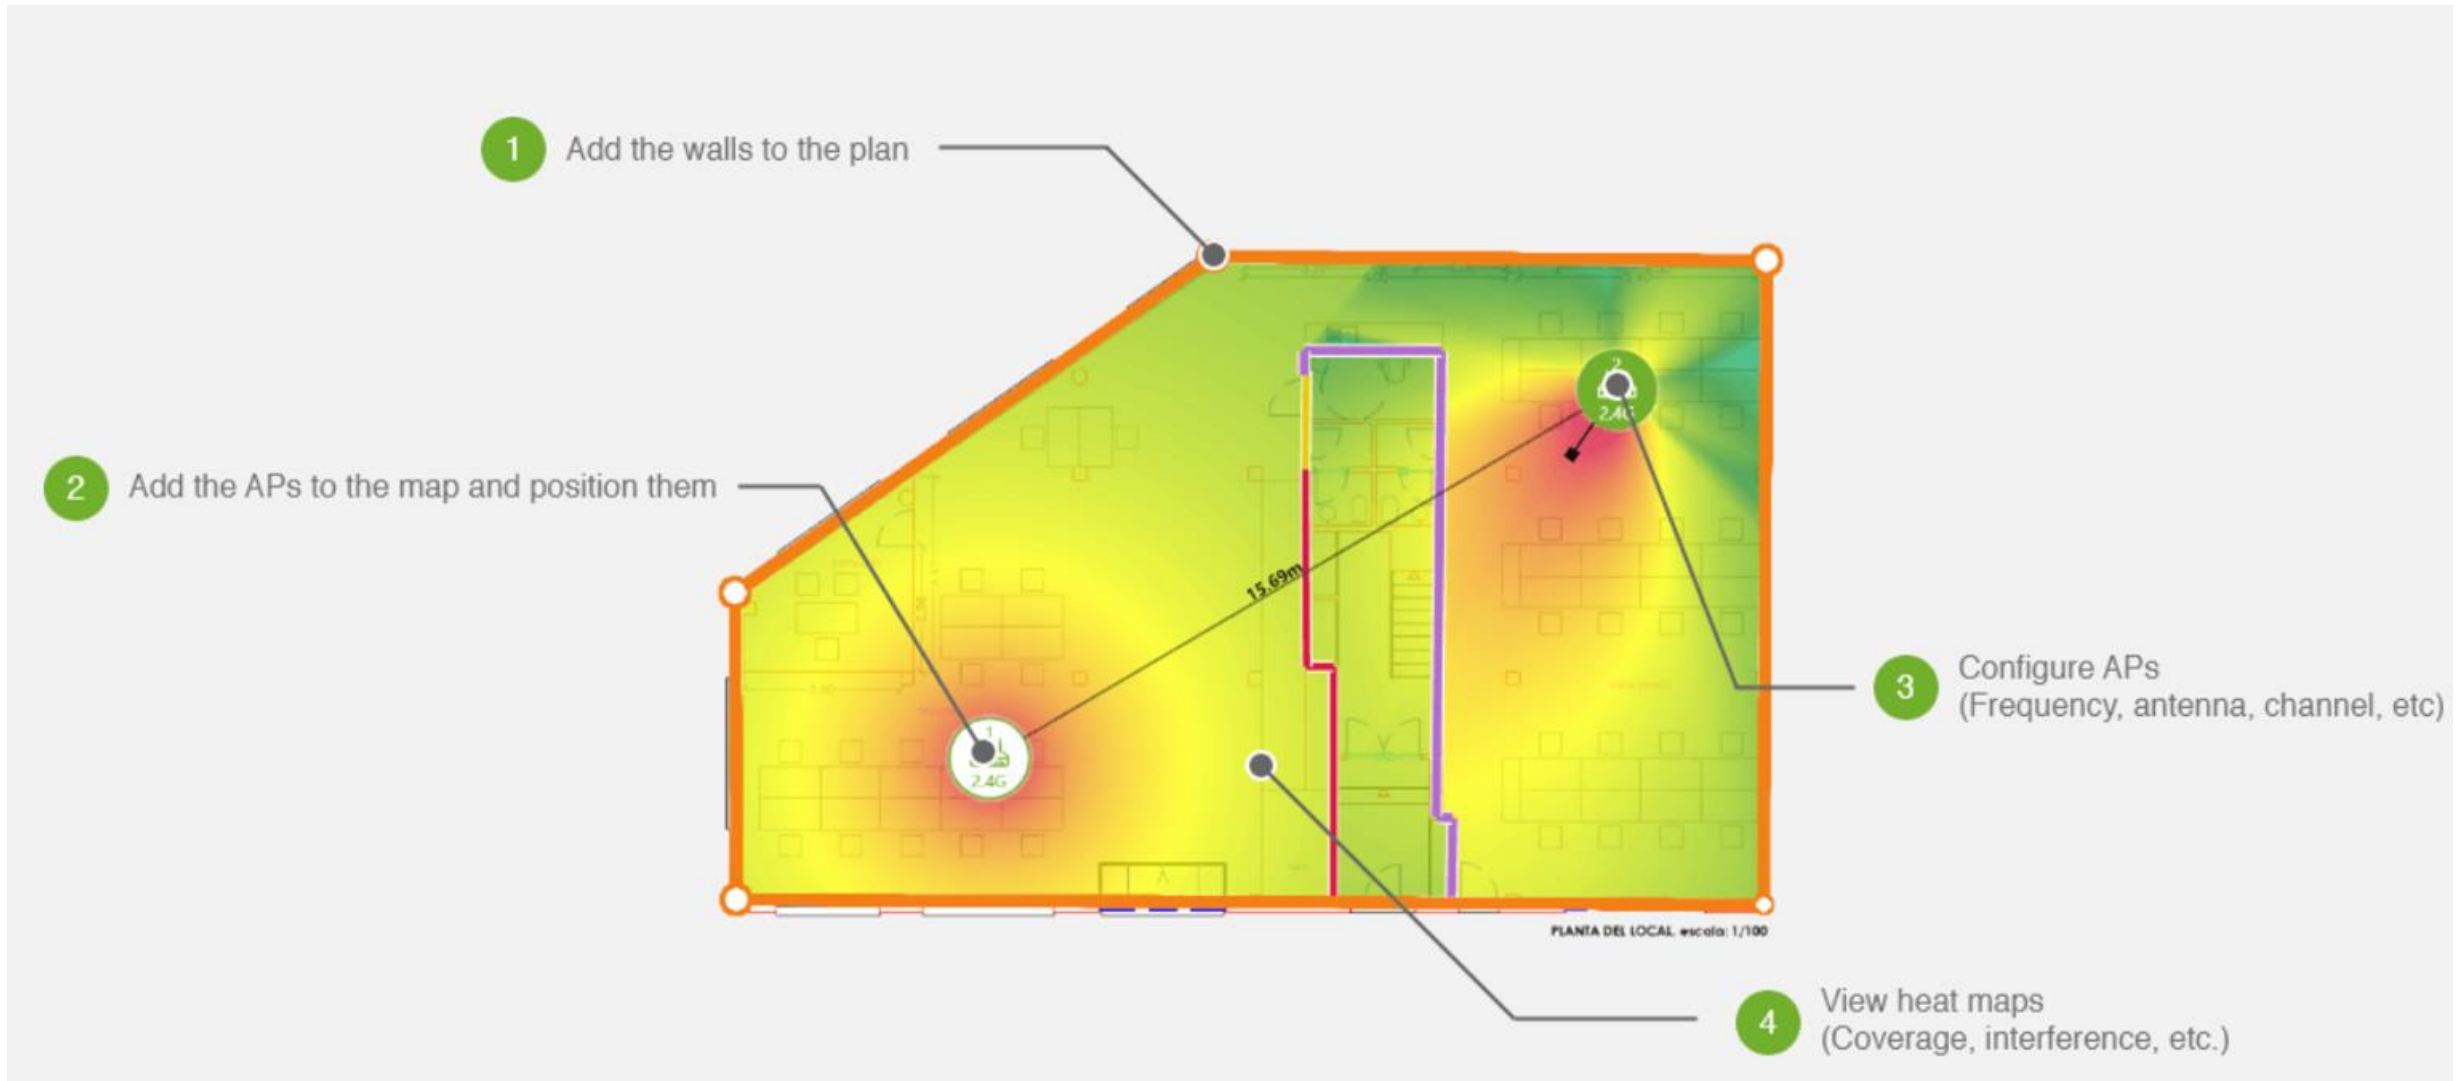 1 Add the walls to the plan
2
2.4G
2 Add the APs to the map and position them
15.69m
3 Configure APs
(Frequency, antenna, channel, etc)
1
2.4G
PLANTA DEL LOCAL. escala: 1/100
4 View heat maps
(Coverage, interference, etc.)